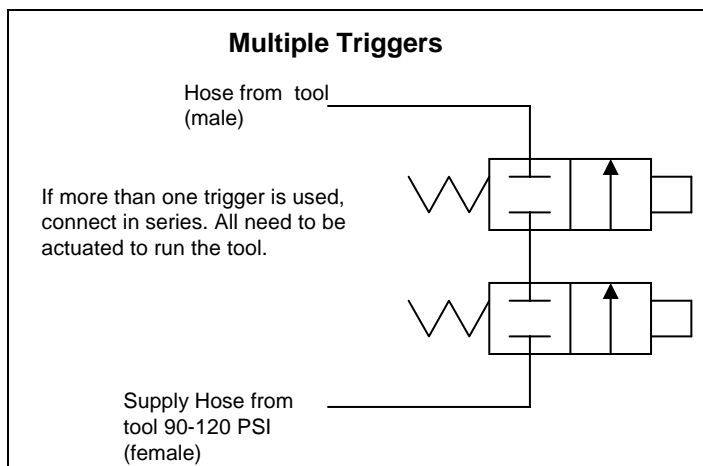 Multiple Triggers
Hose from  tool
(male)
If more than one trigger is used,
connect in series. All need to be
actuated to run the tool.
Supply Hose from
tool 90-120 PSI
(female)